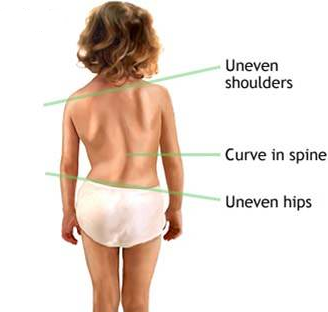 Uneven
shoulders
Curve in spine
Uneven hips